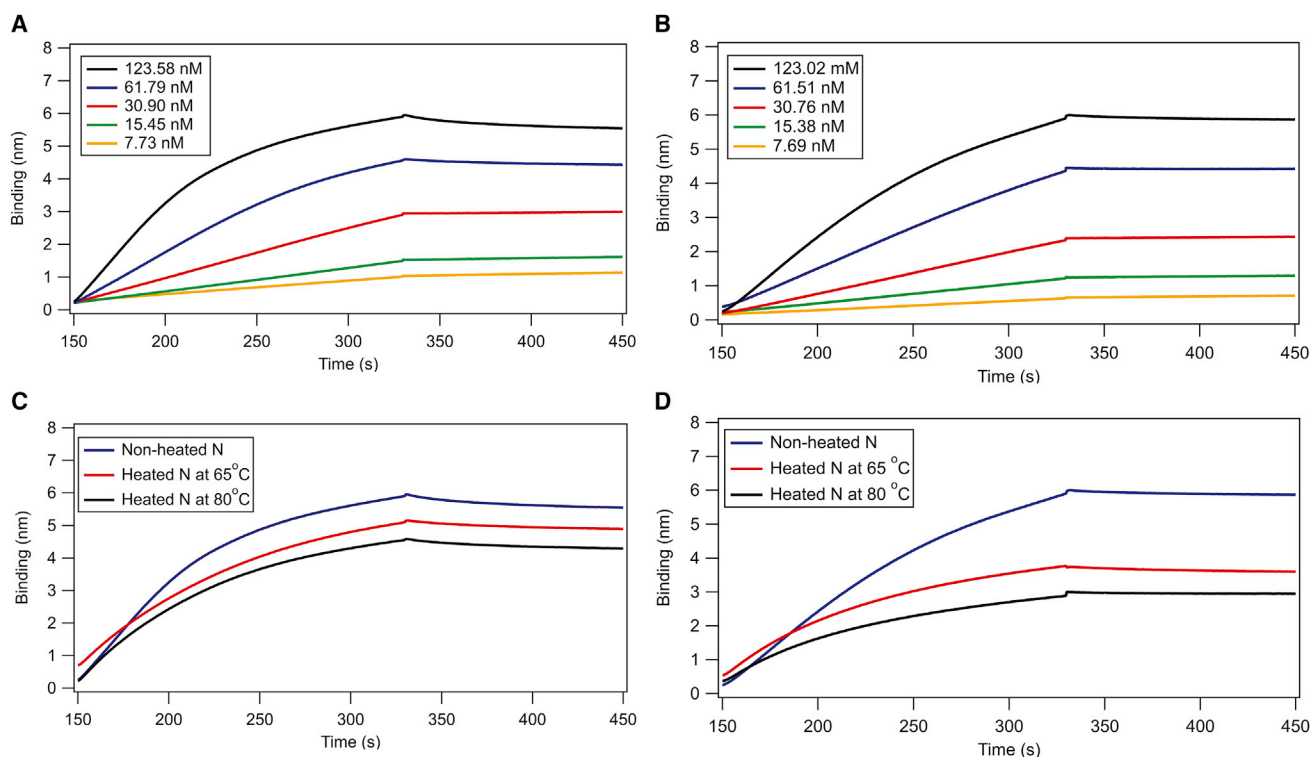 A
8
7
6
5
4
3
2
1
0
Binding (nm)
123.58 nM
61.79 nM
30.90 nM
15.45 nM
7.73 nM
150 200 250 300 350 400 450
Time (s)
B
8
7
6
5
4
3
2
1
0
Binding (nm)
123.02 mM
61.51 nM
30.76 nM
15.38 nM
7.69 nM
150 200 250 300 350 400 450
Time (s)
C
8
7
6
5
4
3
2
1
0
Binding (nm)
Non-heated N
Heated N at 65°C
Heated N at 80°C
150 200 250 300 350 400 450
Time (s)
D
8
7
6
5
4
3
2
1
0
Binding (nm)
Non-heated N
Heated N at 65 °C
Heated N at 80 °C
150 200 250 300 350 400 450
Time (s)